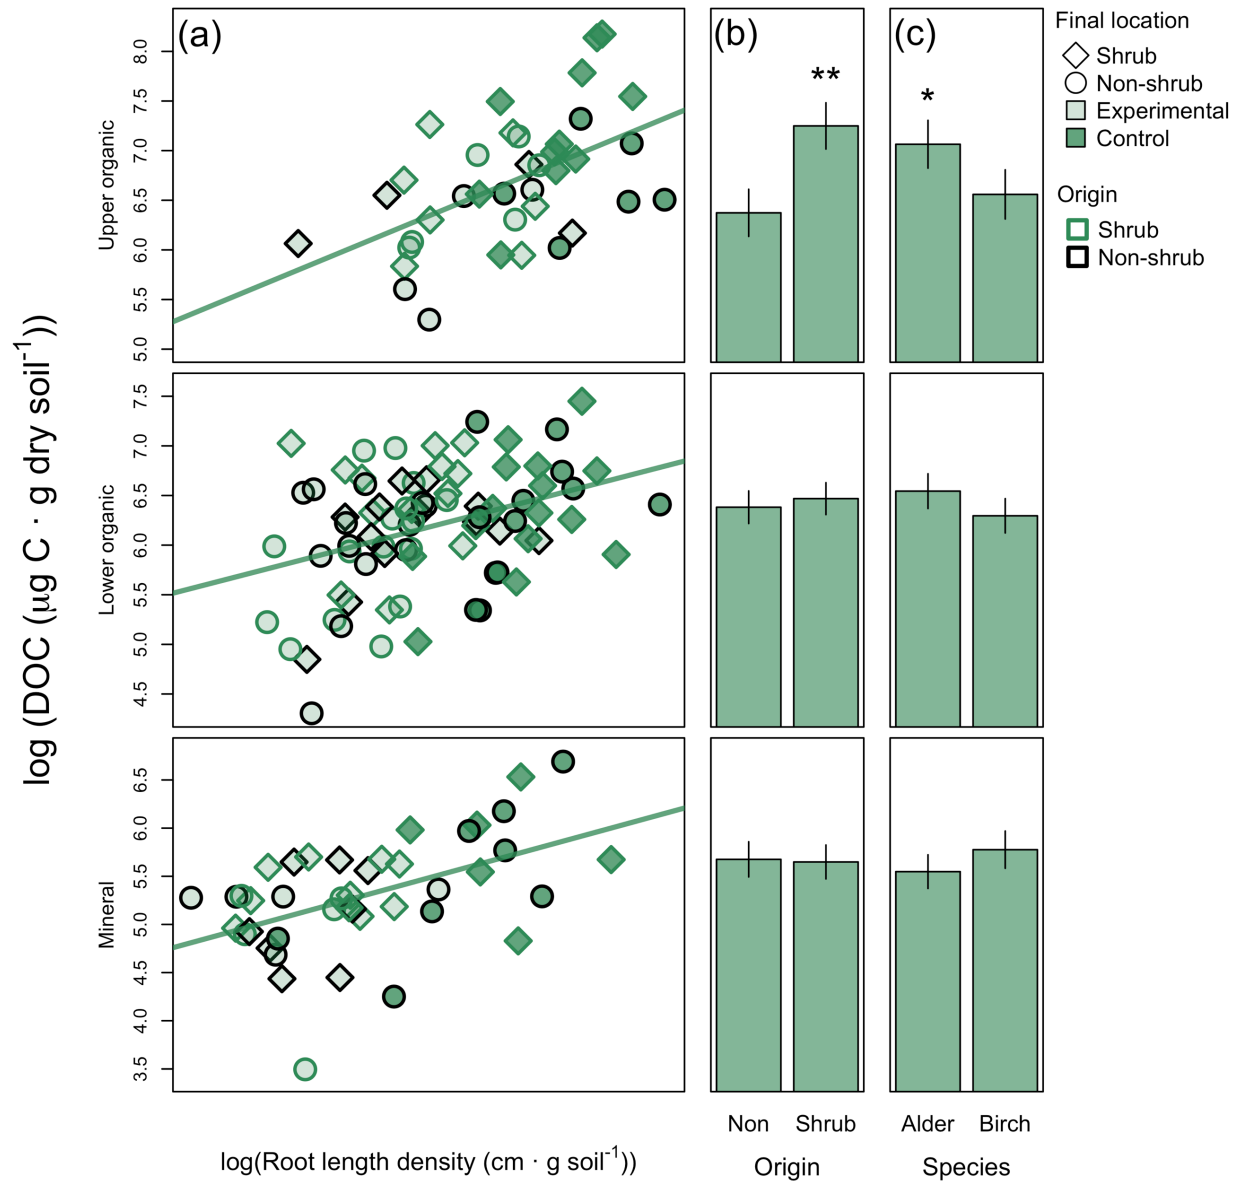 (a)
(b)
(c)
**
*
Final location
Shrub
Non-shrub
Experimental
Control
Origin
Shrub
Non-shrub
log (DOC (µg C · g dry soil-1))
Upper organic
8.0
7.5
7.0
6.5
6.0
5.5
5.0
Lower organic
7.5
7.0
6.5
6.0
5.5
5.0
4.5
Mineral
6.5
6.0
5.5
5.0
4.5
4.0
3.5
Non Shrub
Alder Birch
log(Root length density (cm · g soil-1))
Origin
Species